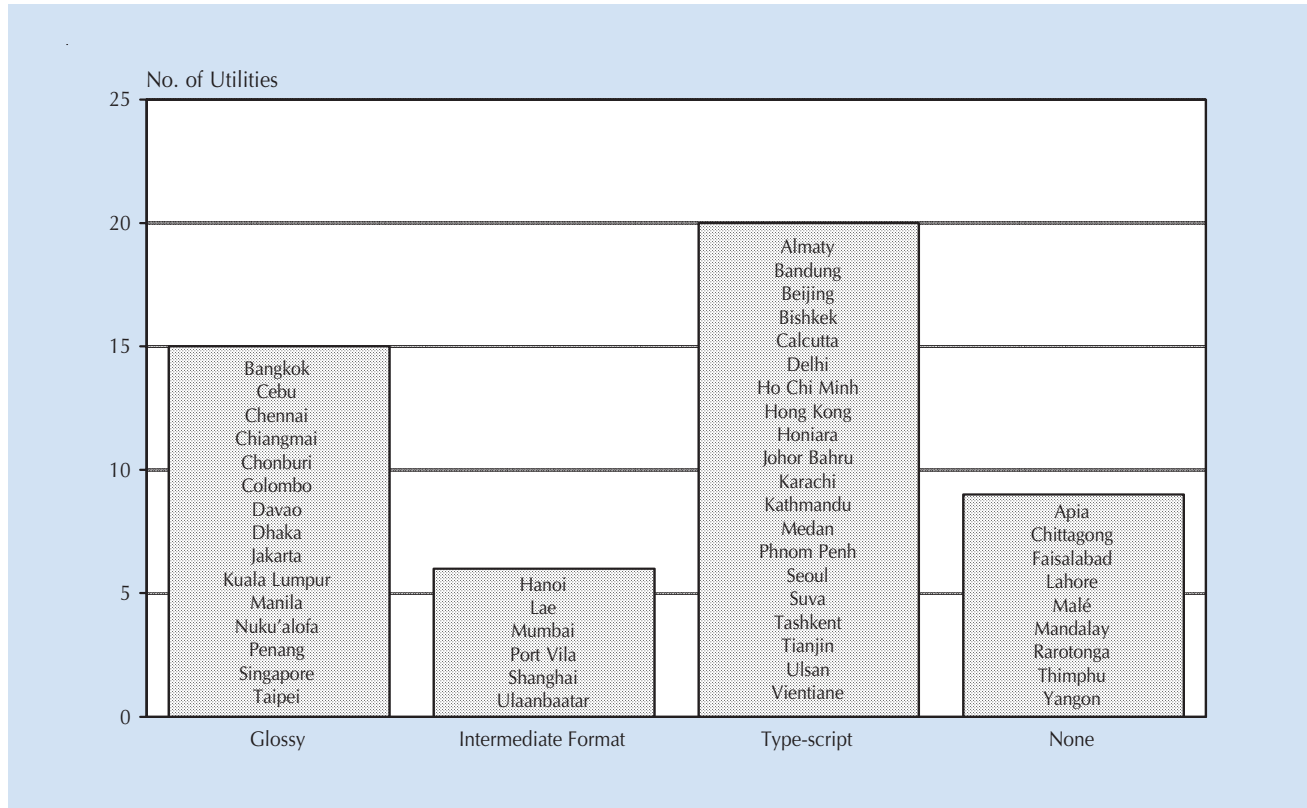 No. of Utilities
25
20
15
10
5
0
Bangkok
Cebu
Chennai
Chiangmai
Chonburi
Colombo
Davao
Dhaka
Jakarta
Kuala Lumpur
Manila
Nuku’alofa
Penang
Singapore
Taipei
Hanoi
Lae
Mumbai
Port Vila
Shanghai
Ulaanbaatar
Almaty
Bandung
Beijing
Bishkek
Calcutta
Delhi
Ho Chi Minh
Hong Kong
Honiara
Johor Bahru
Karachi
Kathmandu
Medan
Phnom Penh
Seoul
Suva
Tashkent
Tianjin
Ulsan
Vientiane
Apia
Chittagong
Faisalabad
Lahore
Malé
Mandalay
Rarotonga
Thimphu
Yangon
Glossy
Intermediate Format
Type-script
None